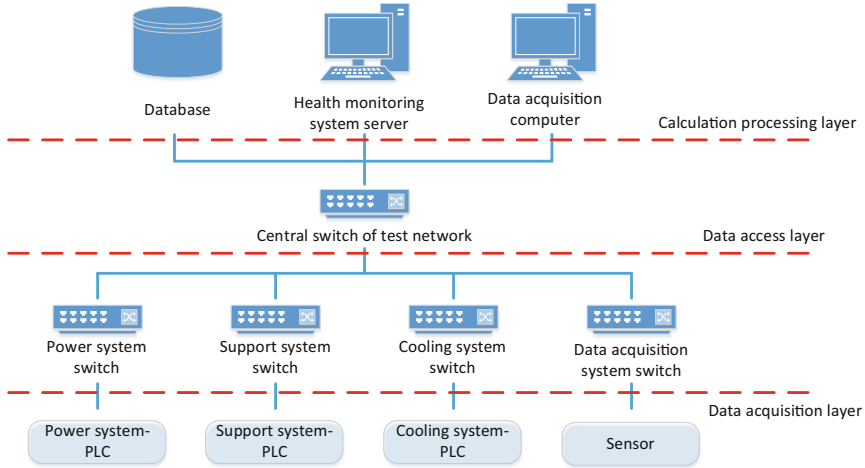 Database
Health monitoring
system server
Data acquisition
computer
Calculation processing layer
Central switch of test network
Data access layer
Power system
switch
Support system
switch
Cooling system
switch
Data acquisition
system switch
Data acquisition layer
Power system-
PLC
Support system-
PLC
Cooling system-
PLC
Sensor